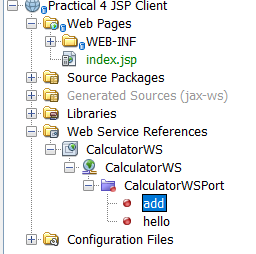 Practical 4 JSP Client
Web Pages
WEB-INF
index.jsp
Source Packages
Generated Sources (jax-ws)
Libraries
Web Service References
CalculatorWS
CalculatorWS
CalculatorWSPort
add
hello
Configuration Files